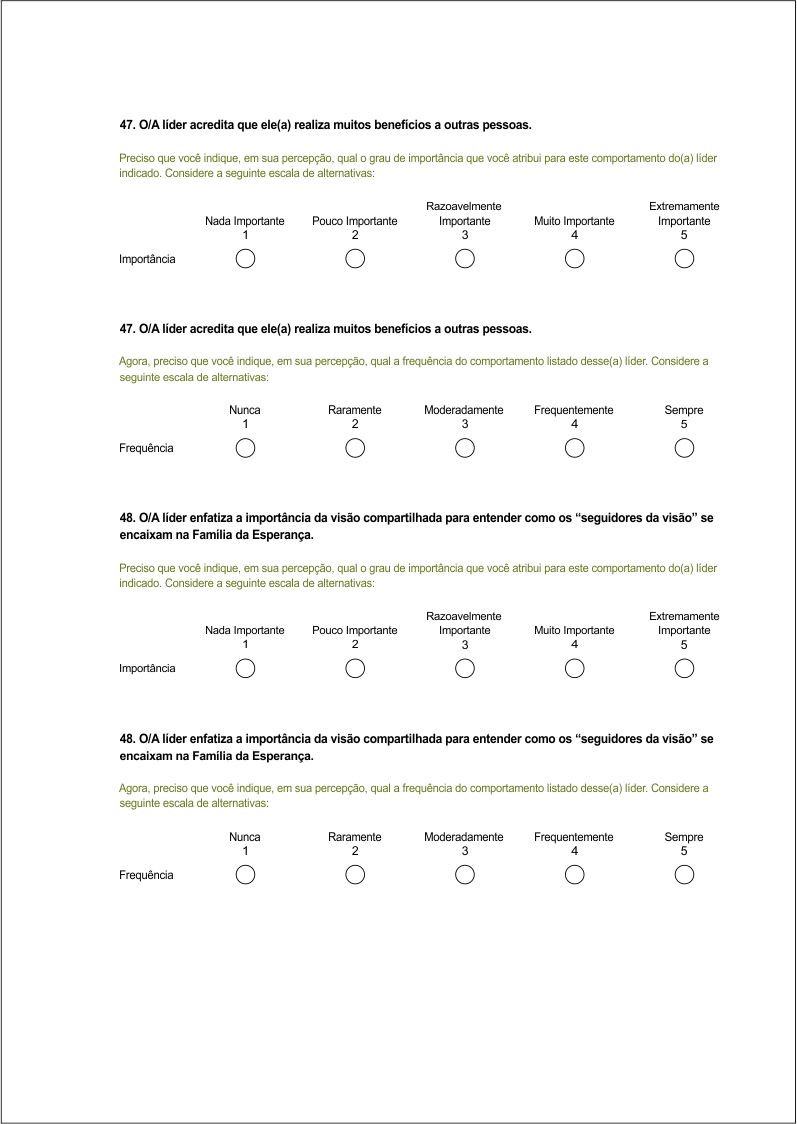 47. O/A líder acredita que ele(a) realiza muitos benefícios a outras pessoas.
Preciso que você indique, em sua percepção, qual o grau de importância que você atribui para este comportamento do(a) líder
indicado. Considere a seguinte escala de alternativas:
Razoavelmente Extremamente
Nada Importante Pouco Importante Importante Muito Importante Importante
1 2 3 4 5
Importância
47. O/A líder acredita que ele(a) realiza muitos benefícios a outras pessoas.
Agora, preciso que você indique, em sua percepção, qual a frequência do comportamento listado desse(a) líder. Considere a
seguinte escala de alternativas:
Nunca Raramente Moderadamente Frequentemente Sempre
1 2 3 4 5
Frequência
48. O/A líder enfatiza a importância da visão compartilhada para entender como os “seguidores da visão” se
encaixam na Família da Esperança.
Preciso que você indique, em sua percepção, qual o grau de importância que você atribui para este comportamento do(a) líder
indicado. Considere a seguinte escala de alternativas:
Razoavelmente Extremamente
Nada Importante Pouco Importante Importante Muito Importante Importante
1 2 3 4 5
Importância
48. O/A líder enfatiza a importância da visão compartilhada para entender como os “seguidores da visão” se
encaixam na Família da Esperança.
Agora, preciso que você indique, em sua percepção, qual a frequência do comportamento listado desse(a) líder. Considere a
seguinte escala de alternativas:
Nunca Raramente Moderadamente Frequentemente Sempre
1 2 3 4 5
Frequência